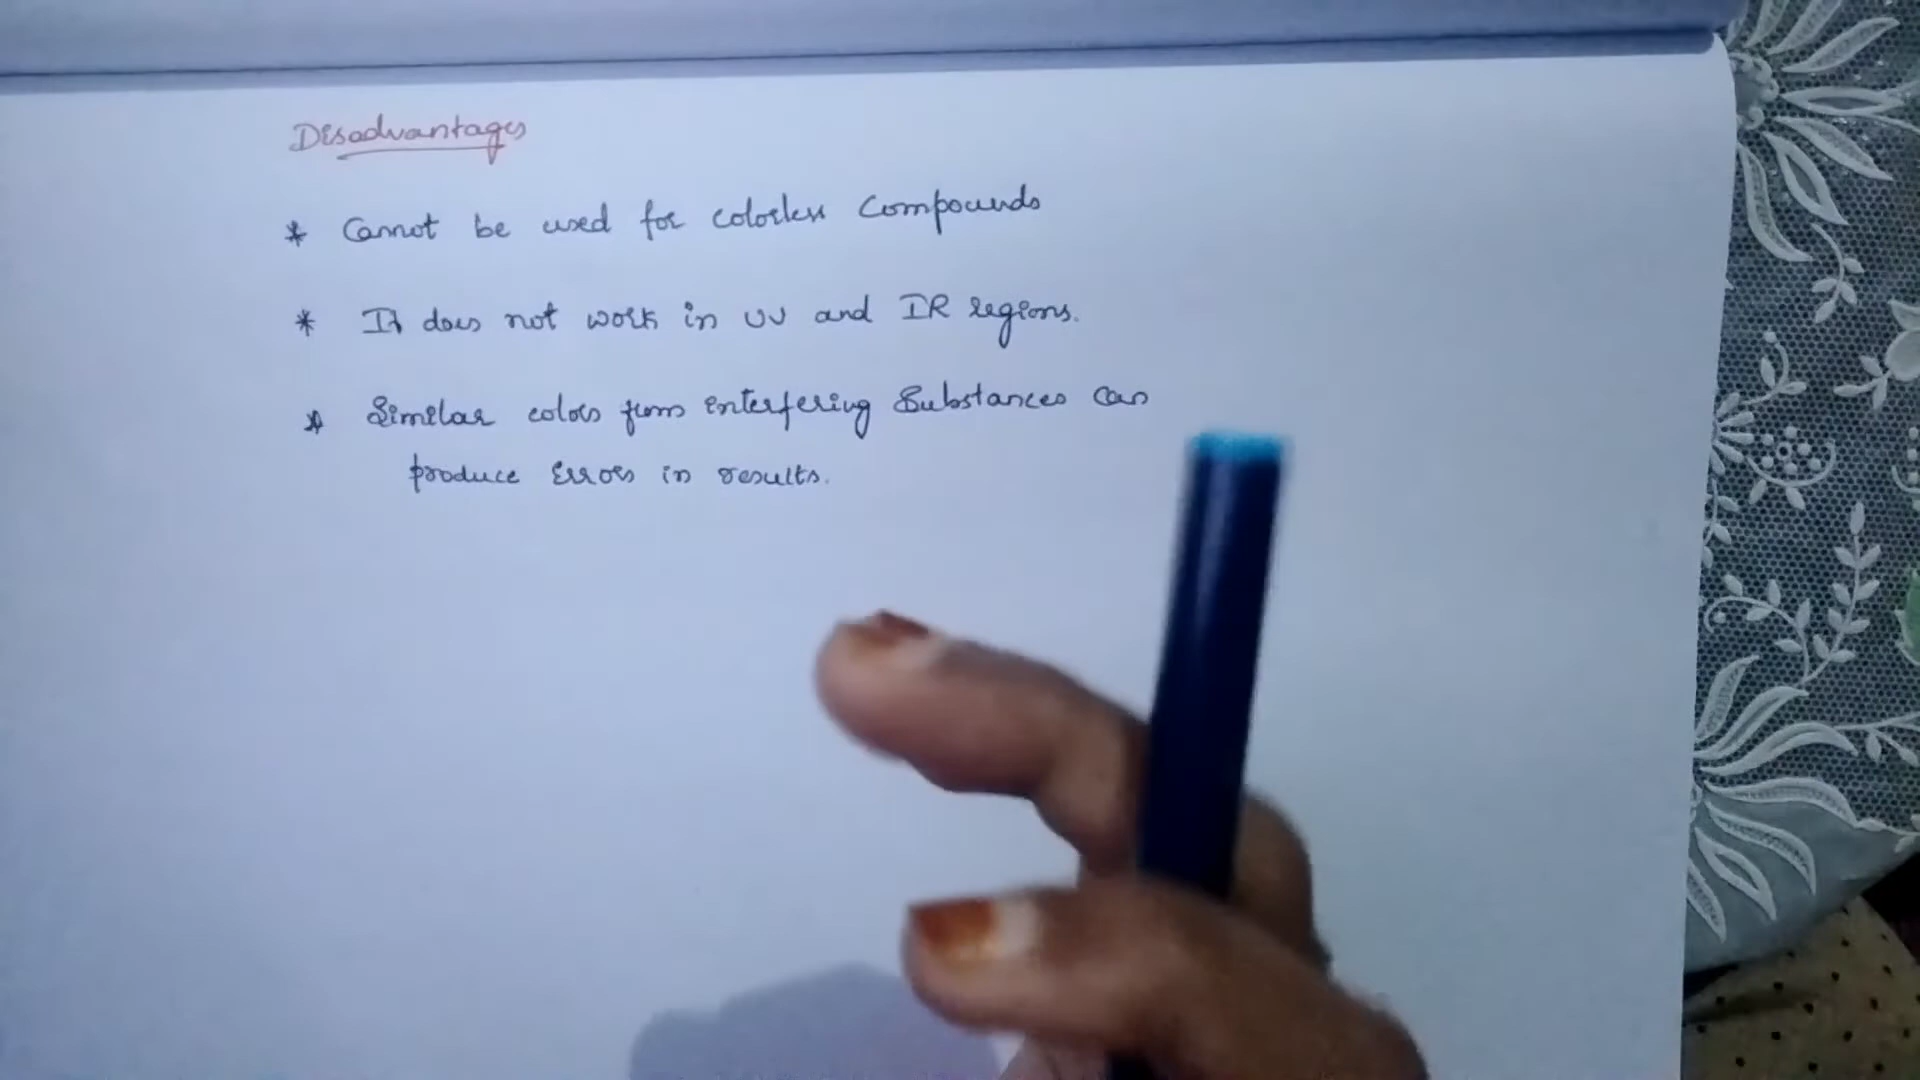 Disadvantages
* Cannot be used for colorless Compounds
* It does not work in UV and IR regions.
* Similar colors from interfering Substances can
produce Errors in results.